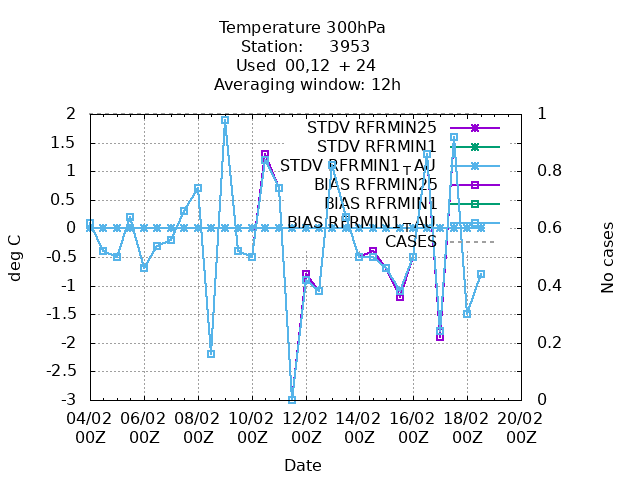 Temperature 300hPa
Station: 3953
Used 00,12 + 24
Averaging window: 12h
2 1
1.5 STDV RFRMIN25
STDV RFRMIN1
1 STDV RFRMIN1_AU 0.8
0.5 BIAS RFRMIN25
BIAS RFRMIN1
0 BIAS RFRMIN1_AU 0.6
CASES
-0.5
deg C
No cases
-1 0.4
-1.5
-2 0.2
-2.5
-3 0
04/02 06/02 08/02 10/02 12/02 14/02 16/02 18/02 20/02
00Z 00Z 00Z 00Z 00Z 00Z 00Z 00Z 00Z
Date